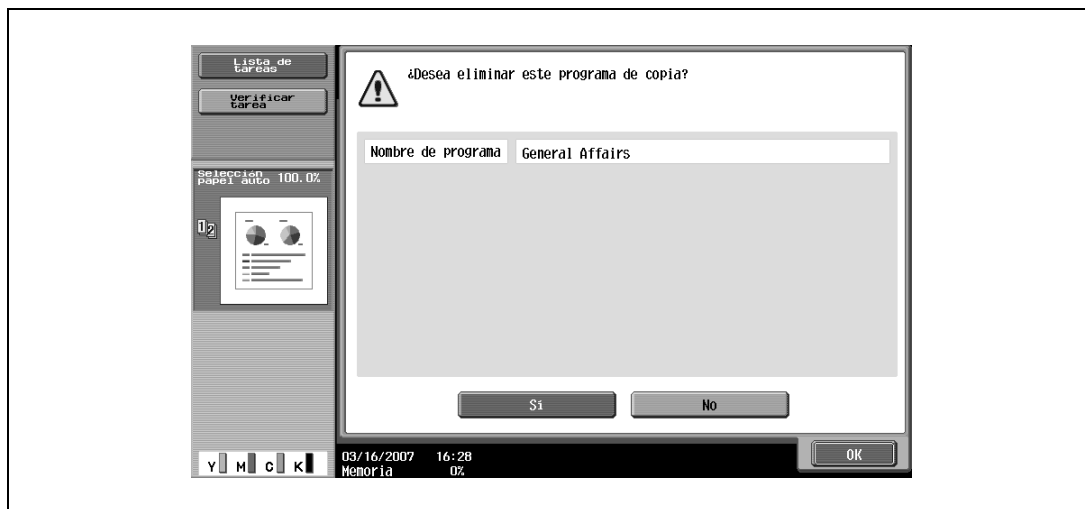 Lista de
tareas
Verificar
tarea
Selección
papel auto 100.0%
12
¿Desea eliminar este programa de copia?
Nombre de programa General Affairs
Sí
No
OK
Y M C K
03/16/2007 16:28
Memoria 0%